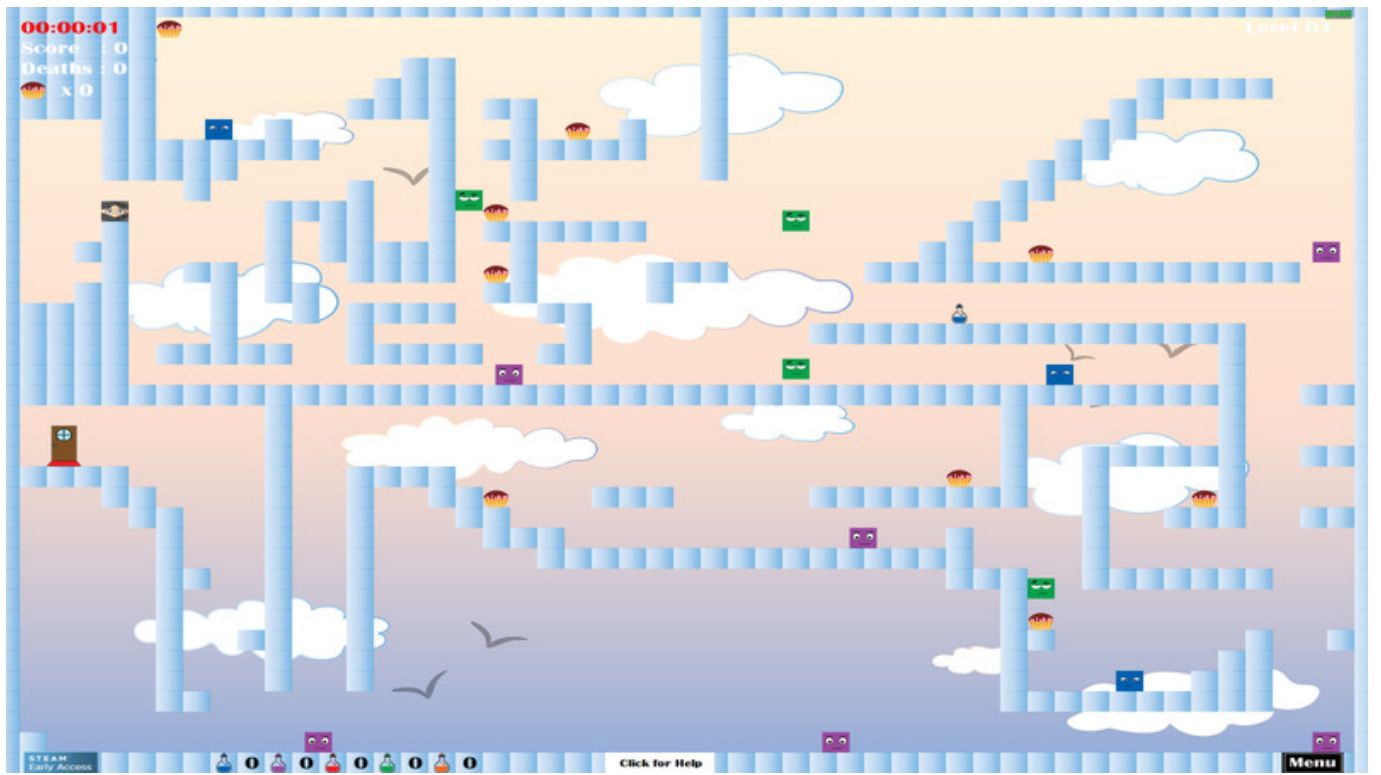 00:00:01
Score : 0
Deaths : 0
x 0
Level 01
STEAM
Early Access
0 0 0 0 0
Click for Help
Menu